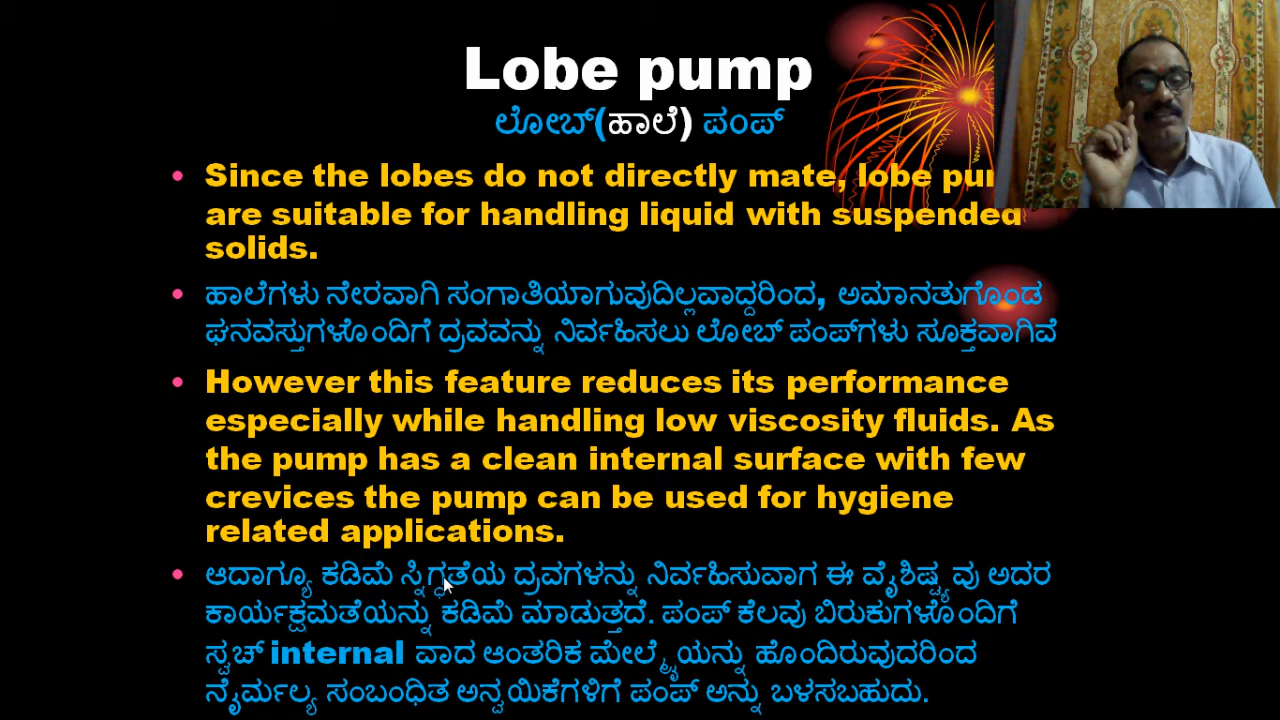 Lobe pump
ಲೋಬ್(ಹಾಲೆ) ಪಂಪ್
• Since the lobes do not directly mate, lobe
are suitable for handling liquid with suspended
solids.
• ಹಾಲೆಗಳು ನೇರವಾಗಿ ಸಂಗಾತಿಯಾಗುವುದಿಲ್ಲವಾದ್ದರಿಂದ, ಅಮಾನತುಗೊಂಡ
ಘನವಸ್ತುಗಳೊಂದಿಗೆ ದ್ರವವನ್ನು ನಿರ್ವಹಿಸಲು ಲೋಬ್ ಪಂಪ್‌ಗಳು ಸೂಕ್ತವಾಗಿವೆ
• However this feature reduces its performance
especially while handling low viscosity fluids. As
the pump has a clean internal surface with few
crevices the pump can be used for hygiene
related applications.
• ಆದಾಗ್ಯೂ ಕಡಿಮೆ ಸ್ನಿಗ್ಧತೆಯ ದ್ರವಗಳನ್ನು ನಿರ್ವಹಿಸುವಾಗ ಈ ವೈಶಿಷ್ಟ್ಯವು ಅದರ
ಕಾರ್ಯಕ್ಷಮತೆಯನ್ನು ಕಡಿಮೆ ಮಾಡುತ್ತದೆ. ಪಂಪ್ ಕೆಲವು ಬಿರುಕುಗಳೊಂದಿಗೆ
ಸ್ವಚ್ internal ವಾದ ಆಂತರಿಕ ಮೇಲ್ಮೈಯನ್ನು ಹೊಂದಿರುವುದರಿಂದ
ನೈರ್ಮಲ್ಯ ಸಂಬಂಧಿತ ಅನ್ವಯಿಕೆಗಳಿಗೆ ಪಂಪ್ ಅನ್ನು ಬಳಸಬಹುದು.